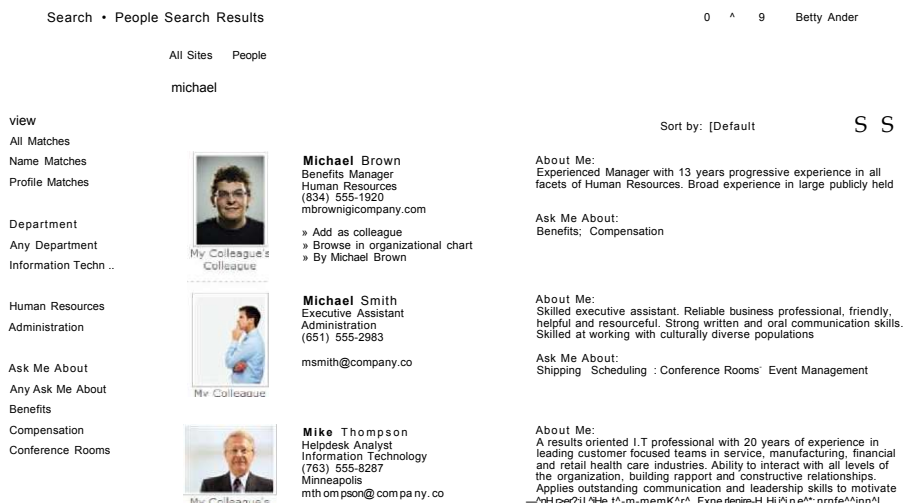 Search • People Search Results
0 ^ 9 Betty Ander
All Sites People
michael
view
All Matches
Name Matches
Profile Matches
Department
Any Department
Information Techn ..
Human Resources
Administration
Ask Me About
Any Ask Me About
Benefits
Compensation
Conference Rooms
Sort by: [Default
S S
My Colleague's
Colleague
Michael Brown
Benefits Manager
Human Resources
(834) 555-1920
mbrownigicompany.com
» Add as colleague
» Browse in organizational chart
» By Michael Brown
About Me:
Experienced Manager with 13 years progressive experience in all
facets of Human Resources. Broad experience in large publicly held
Ask Me About:
Benefits; Compensation
My Colleague
Michael Smith
Executive Assistant
Administration
(651) 555-2983
msmith@company.co
About Me:
Skilled executive assistant. Reliable business professional, friendly,
helpful and resourceful. Strong written and oral communication skills.
Skilled at working with culturally diverse populations
Ask Me About:
Shipping Scheduling : Conference Rooms Event Management
My Colleague's
Mike Thompson
Helpdesk Analyst
Information Technology
(763) 555-8287
Minneapolis
mthompson@company.co
About Me:
A results oriented I.T professional with 20 years of experience in
leading customer focused teams in service, manufacturing, financial
and retail health care industries. Ability to interact with all levels of
the organization, building rapport and constructive relationships.
Applies outstanding communication and leadership skills to motivate